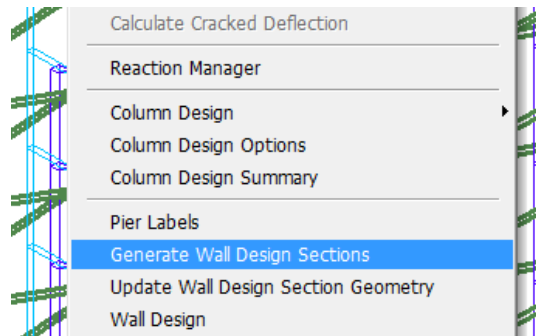 Calculate Cracked Deflection
Reaction Manager
Column Design
Column Design Options
Column Design Summary
Pier Labels
Generate Wall Design Sections
Update Wall Design Section Geometry
Wall Design